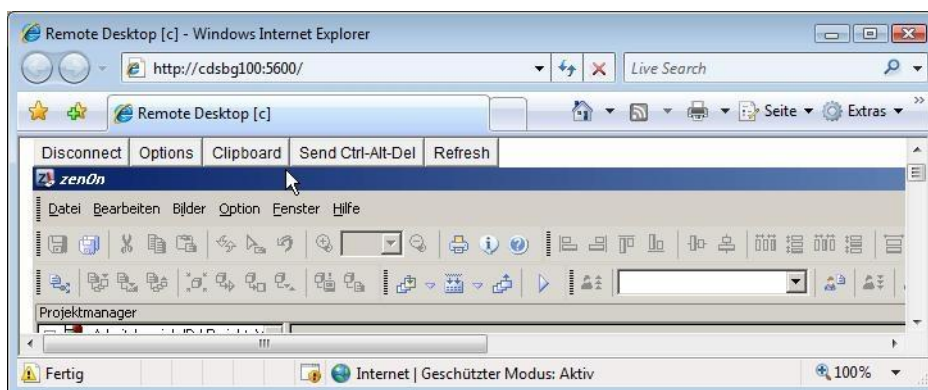 Remote Desktop [c] - Windows Internet Explorer
http://cdsbg100:5600/ Live Search
Remote Desktop [c] Seite Extras
Disconnect Options Clipboard Send Ctrl-Alt-Del Refresh
zenOn
Datei Bearbeiten Bilder Option Fenster Hilfe
Projektmanager
Fertig Internet | Geschützter Modus: Aktiv 100%